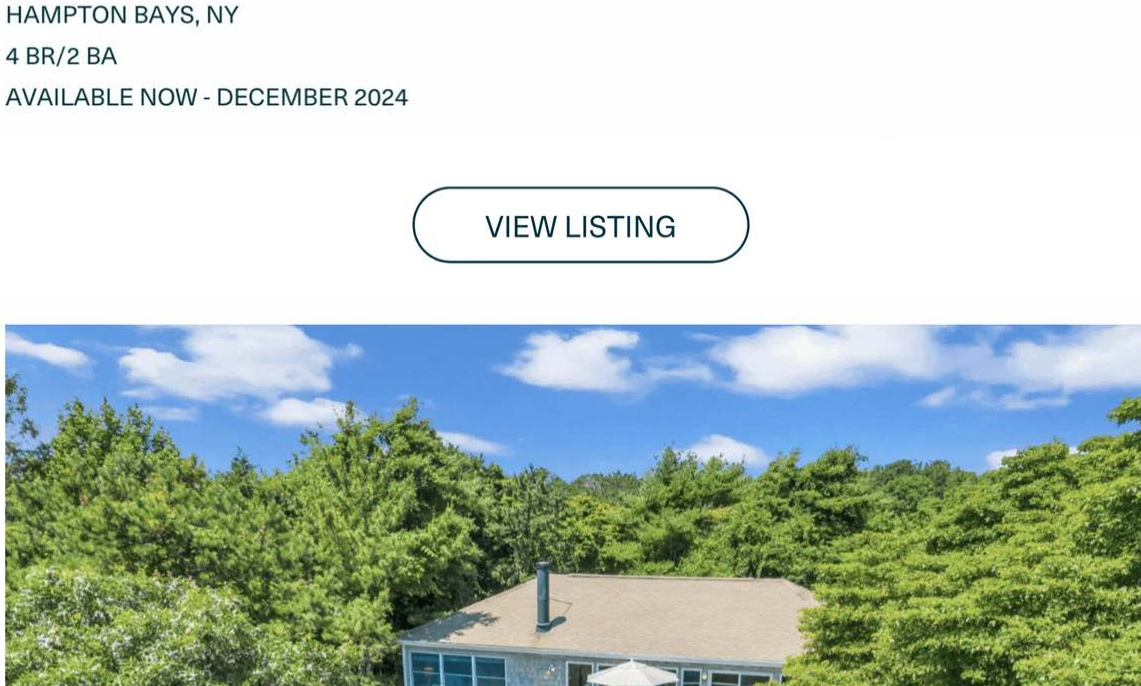 HAMPTON BAYS, NY
4 BR/2 BA
AVAILABLE NOW - DECEMBER 2024
VIEW LISTING